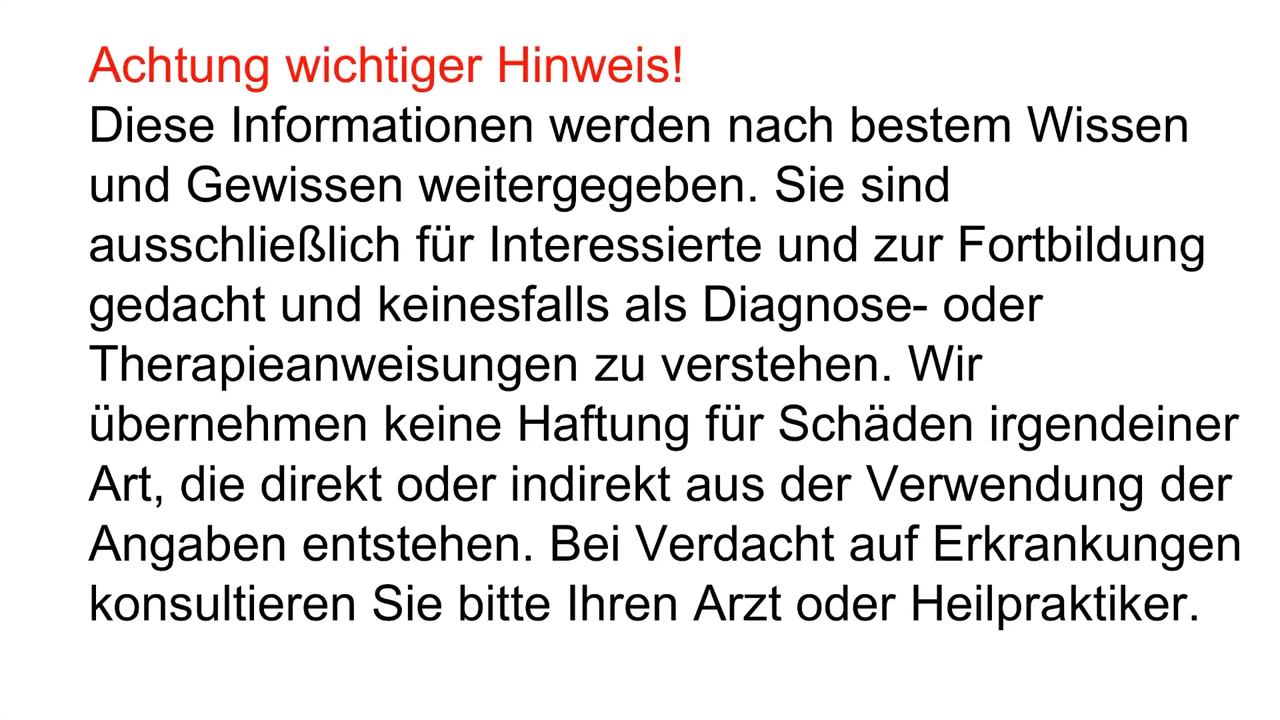 Achtung wichtiger Hinweis!
Diese Informationen werden nach bestem Wissen
und Gewissen weitergegeben. Sie sind
ausschließlich für Interessierte und zur Fortbildung
gedacht und keinesfalls als Diagnose- oder
Therapieanweisungen zu verstehen. Wir
übernehmen keine Haftung für Schäden irgendeiner
Art, die direkt oder indirekt aus der Verwendung der
Angaben entstehen. Bei Verdacht auf Erkrankungen
konsultieren Sie bitte Ihren Arzt oder Heilpraktiker.